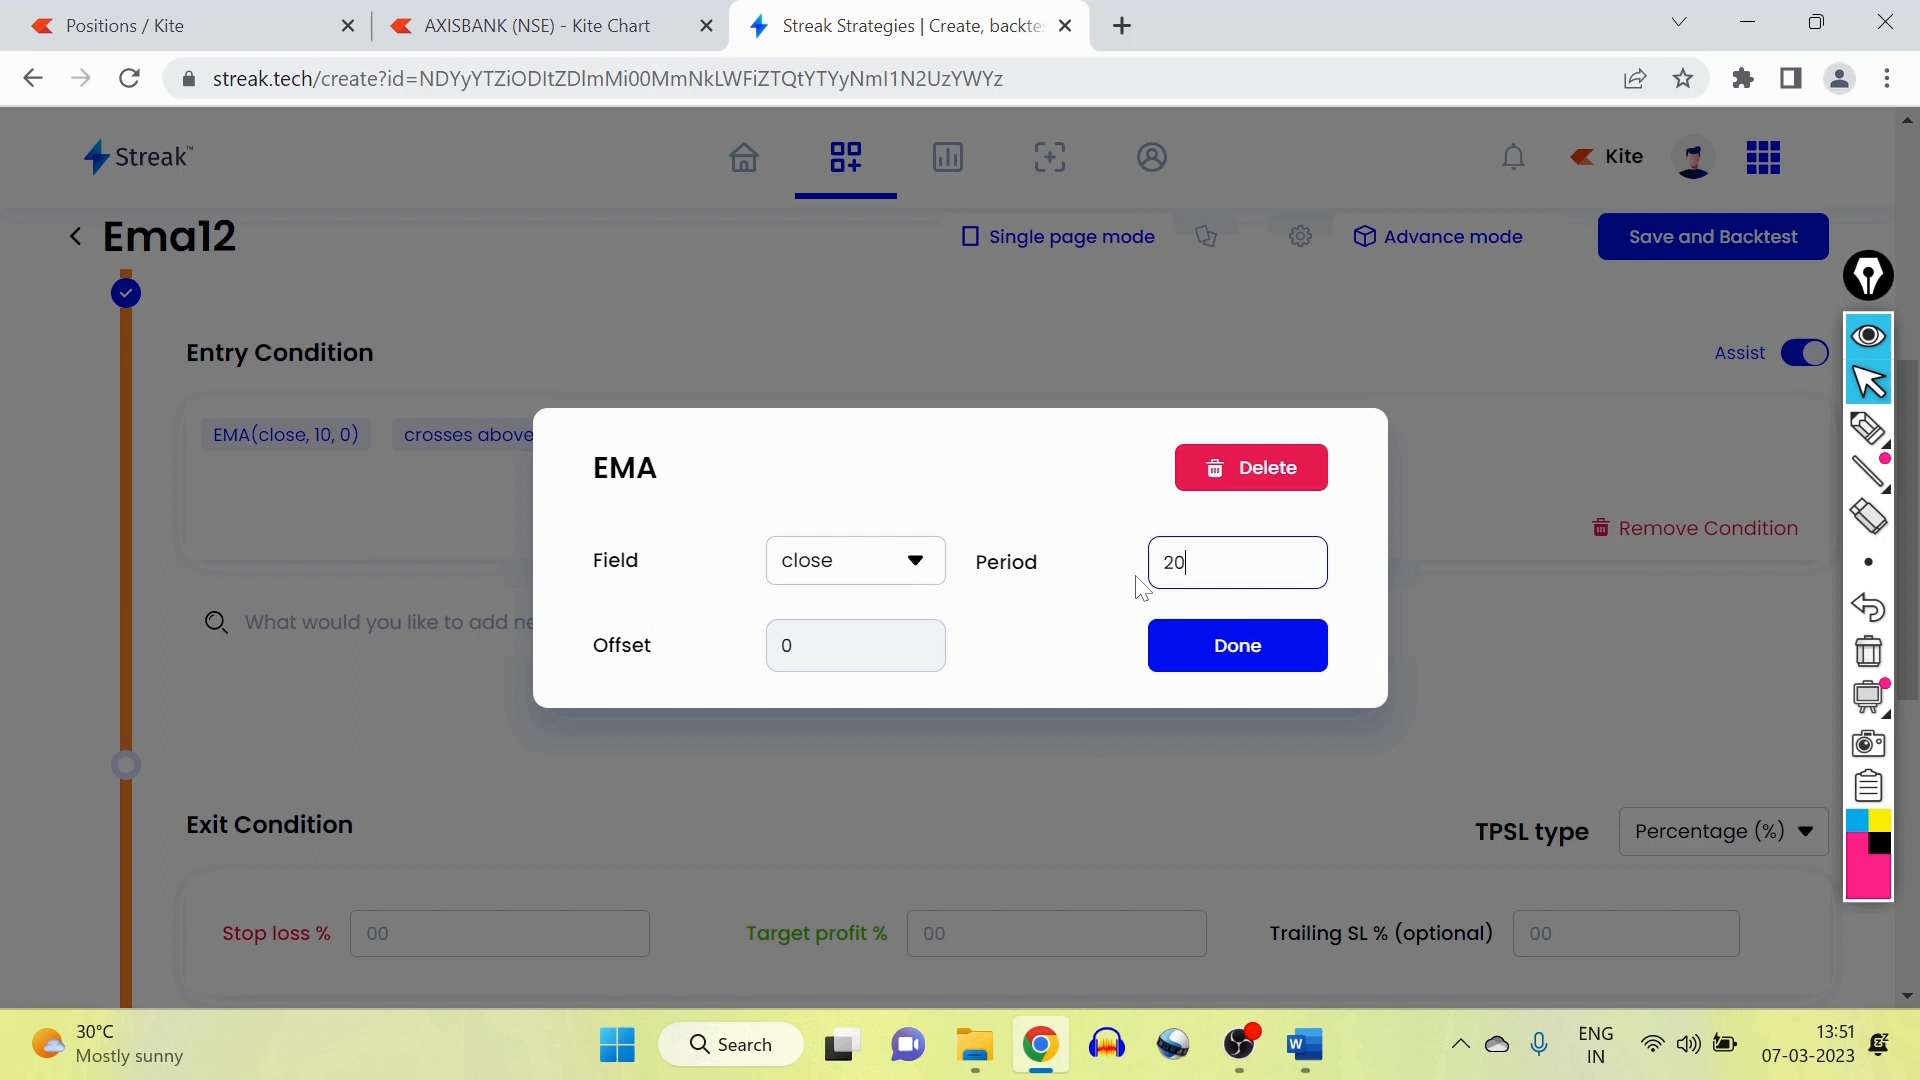 Positions / Kite
AXISBANK (NSE) - Kite Chart
Streak Strategies | Create, backte
streak.tech/create?id=NDYyYTZiODItZDlmMi00MmNkLWFiZTQtYTYyNmI1N2UzYWYz
Streak™
Kite
Ema12
Single page mode
Advance mode
Save and Backtest
Entry Condition
Assist
EMA(close, 10, 0)
crosses above
EMA
Delete
Remove Condition
Field
close
Period
20
What would you like to add ne
Offset
0
Done
Exit Condition
TPSL type
Percentage (%)
Stop loss %
00
Target profit %
00
Trailing SL % (optional)
00
30°C
Mostly sunny
Search
ENG
IN
13:51
07-03-2023